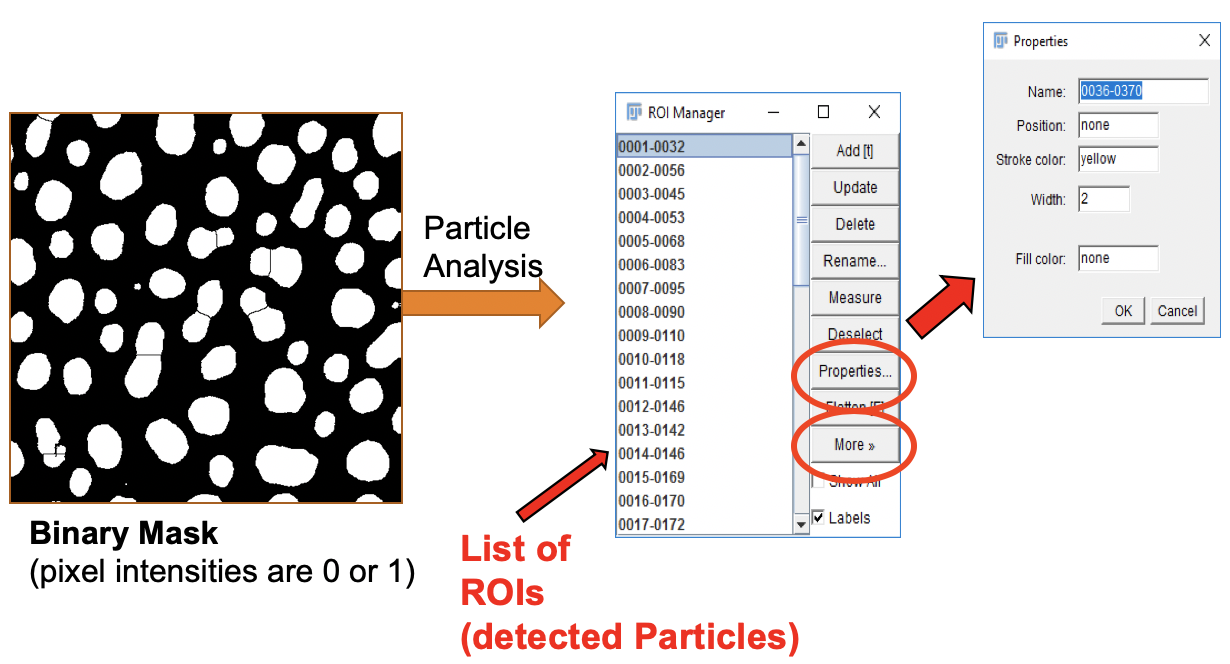 Particle
Analysis
Binary Mask
(pixel intensities are 0 or 1)
ROI Manager
0001-0032
0002-0056
0003-0045
0004-0053
0005-0068
0006-0083
0007-0095
0008-0090
0009-0110
0010-0118
0011-0115
0012-0146
0013-0142
0014-0146
0015-0169
0016-0170
0017-0172
Add [t]
Update
Delete
Rename...
Measure
Deselect
Properties...
Flatten [F]
More »
Show All
Labels
List of
ROIs
(detected Particles)
Properties
Name: 0036-0370
Position: none
Stroke color: yellow
Width: 2
Fill color: none
OK Cancel